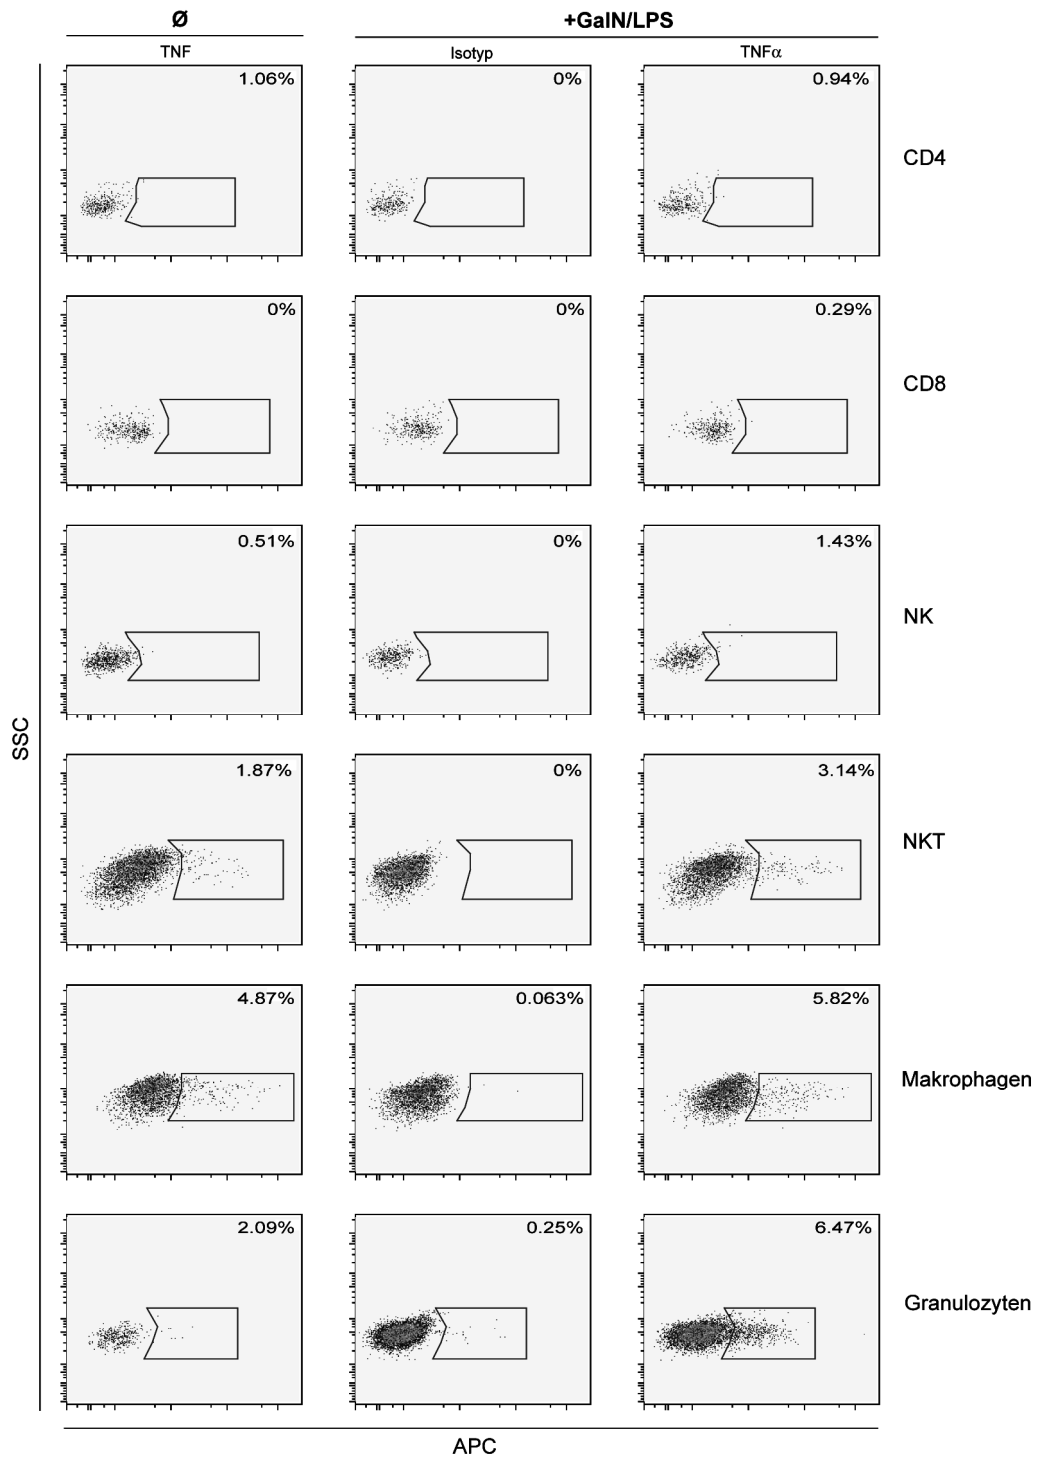 Ø
+GalN/LPS
TNF
Isotyp
TNFα
1.06%
0%
0.94%
CD4
0%
0%
0.29%
CD8
0.51%
0%
1.43%
NK
SSC
1.87%
0%
3.14%
NKT
4.87%
0.063%
5.82%
Makrophagen
2.09%
0.25%
6.47%
Granulozyten
APC